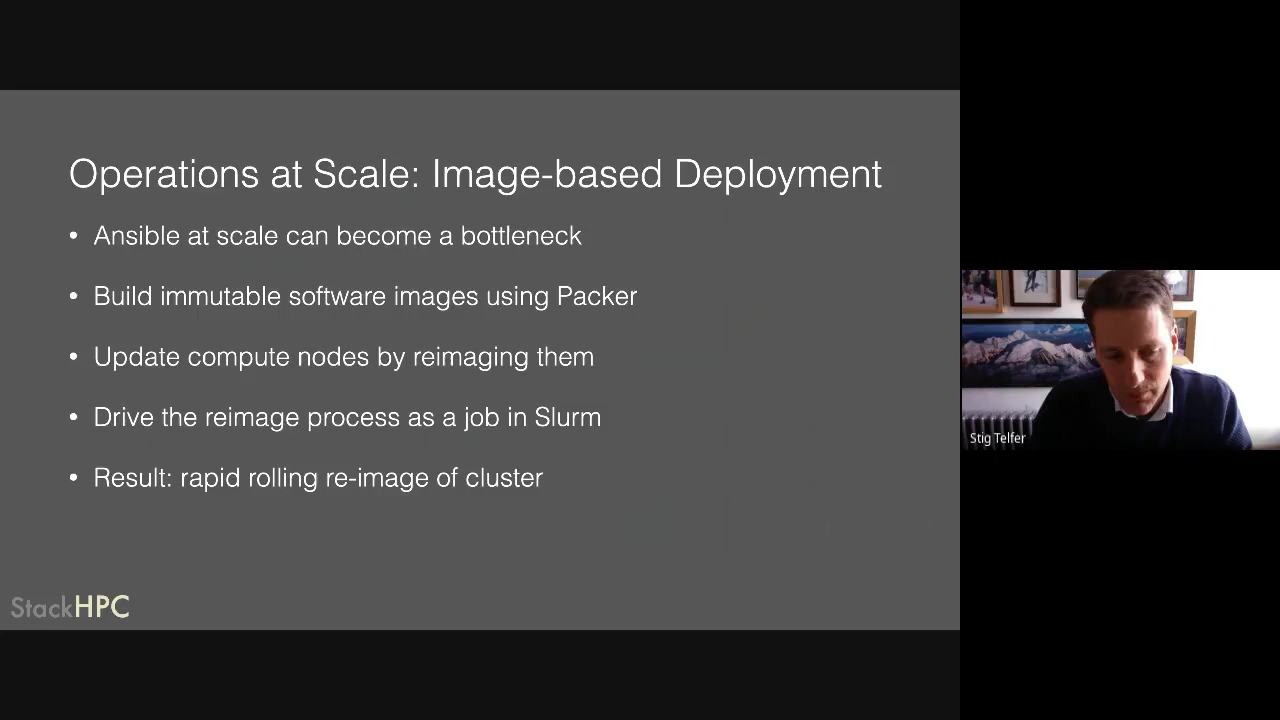 Operations at Scale: Image-based Deployment
• Ansible at scale can become a bottleneck
• Build immutable software images using Packer
• Update compute nodes by reimaging them
• Drive the reimage process as a job in Slurm
• Result: rapid rolling re-image of cluster
StackHPC
Stig Telfer